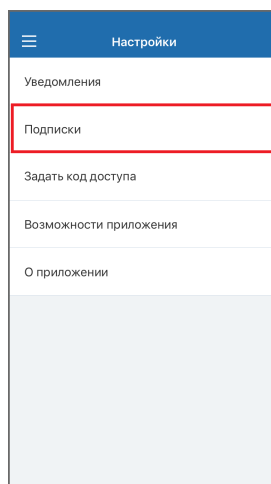 Настройки
Уведомления
Подписки
Задать код доступа
Возможности приложения
О приложении